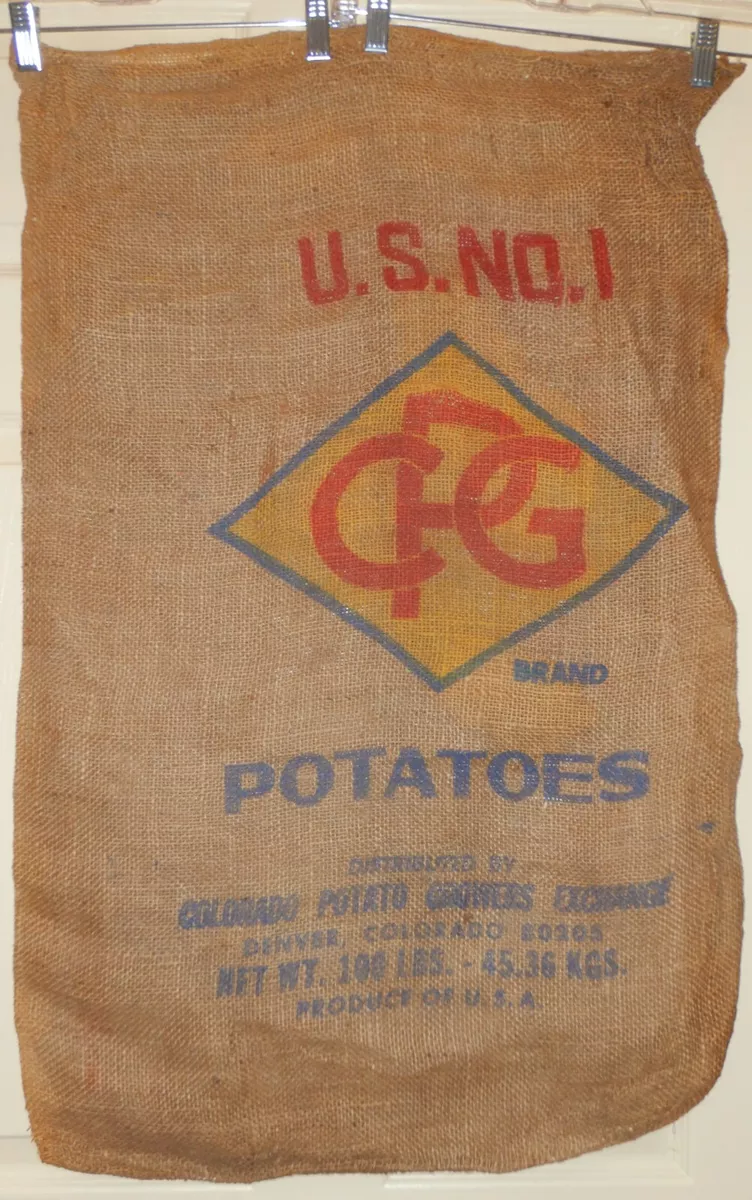 U.S. NO. 1
CPG
BRAND
POTATOES
DISTRIBUTED BY
COLORADO POTATO GROWERS EXCHANGE
DENVER, COLORADO 80205
NET WT. 100 LBS. - 45.36 KGS.
PRODUCT OF U.S.A.